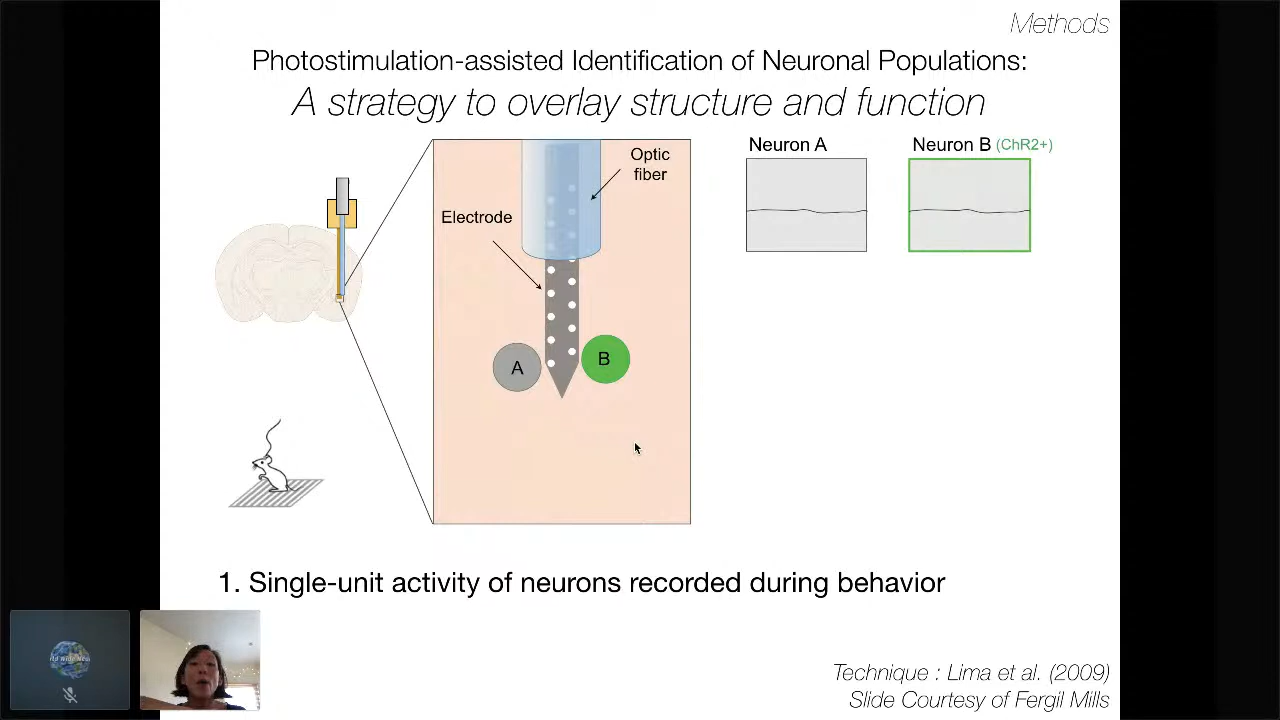 Methods
Photostimulation-assisted Identification of Neuronal Populations:
A strategy to overlay structure and function
Optic
fiber
Electrode
A
B
Neuron A
Neuron B (ChR2+)
1. Single-unit activity of neurons recorded during behavior
Technique : Lima et al. (2009)
Slide Courtesy of Fergil Mills